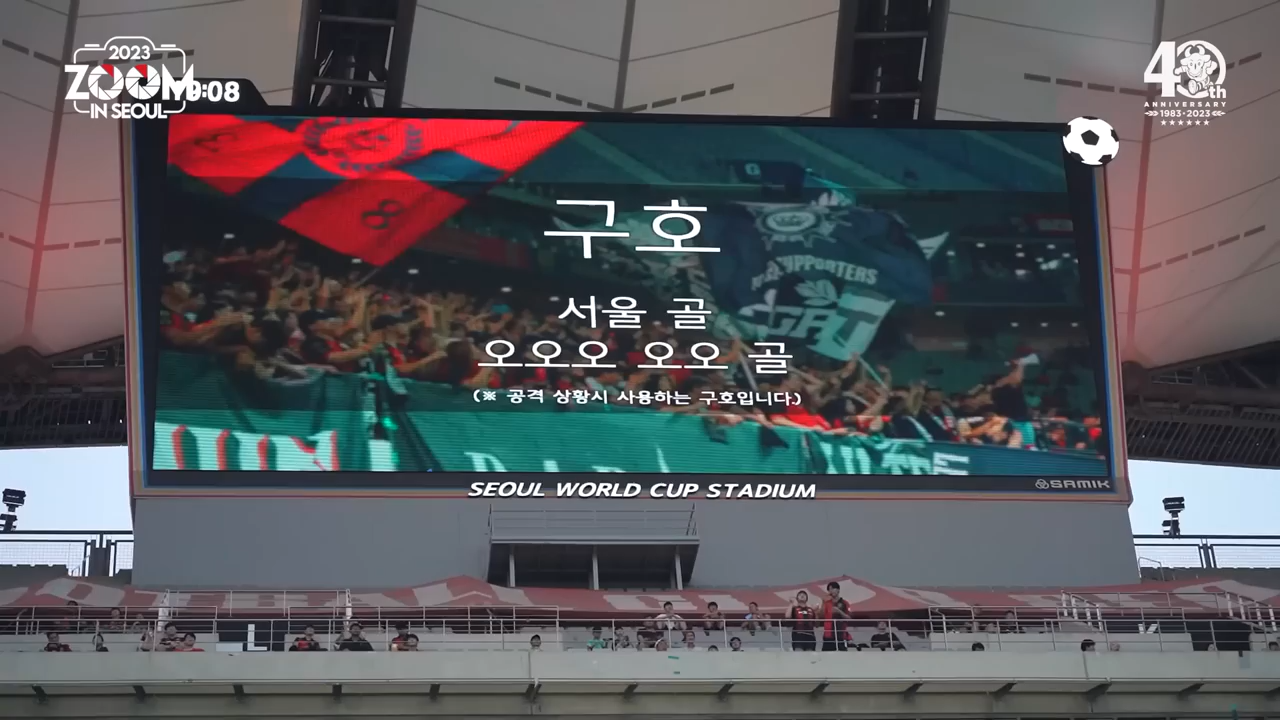 2023
ZOOM
IN SEOUL
9:08
40th
ANNIVERSARY
1983·2023
구호
SUPPORTERS
서울 골
오오오 오오 골
(※ 공격 상황시 사용하는 구호입니다.)
SAMIK
SEOUL WORLD CUP STADIUM